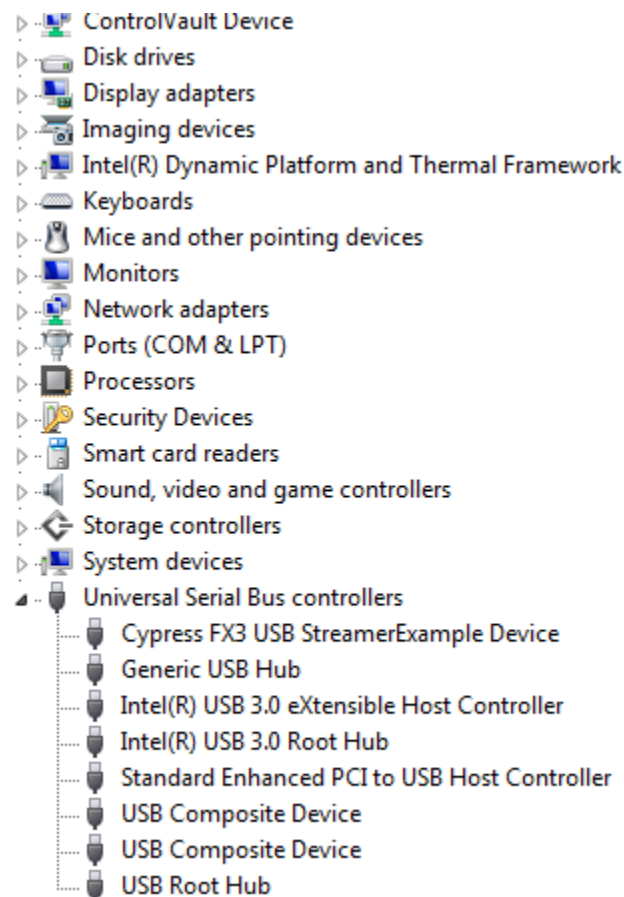 ControlVault Device
Disk drives
Display adapters
Imaging devices
Intel(R) Dynamic Platform and Thermal Framework
Keyboards
Mice and other pointing devices
Monitors
Network adapters
Ports (COM & LPT)
Processors
Security Devices
Smart card readers
Sound, video and game controllers
Storage controllers
System devices
Universal Serial Bus controllers
Cypress FX3 USB StreamerExample Device
Generic USB Hub
Intel(R) USB 3.0 eXtensible Host Controller
Intel(R) USB 3.0 Root Hub
Standard Enhanced PCI to USB Host Controller
USB Composite Device
USB Composite Device
USB Root Hub